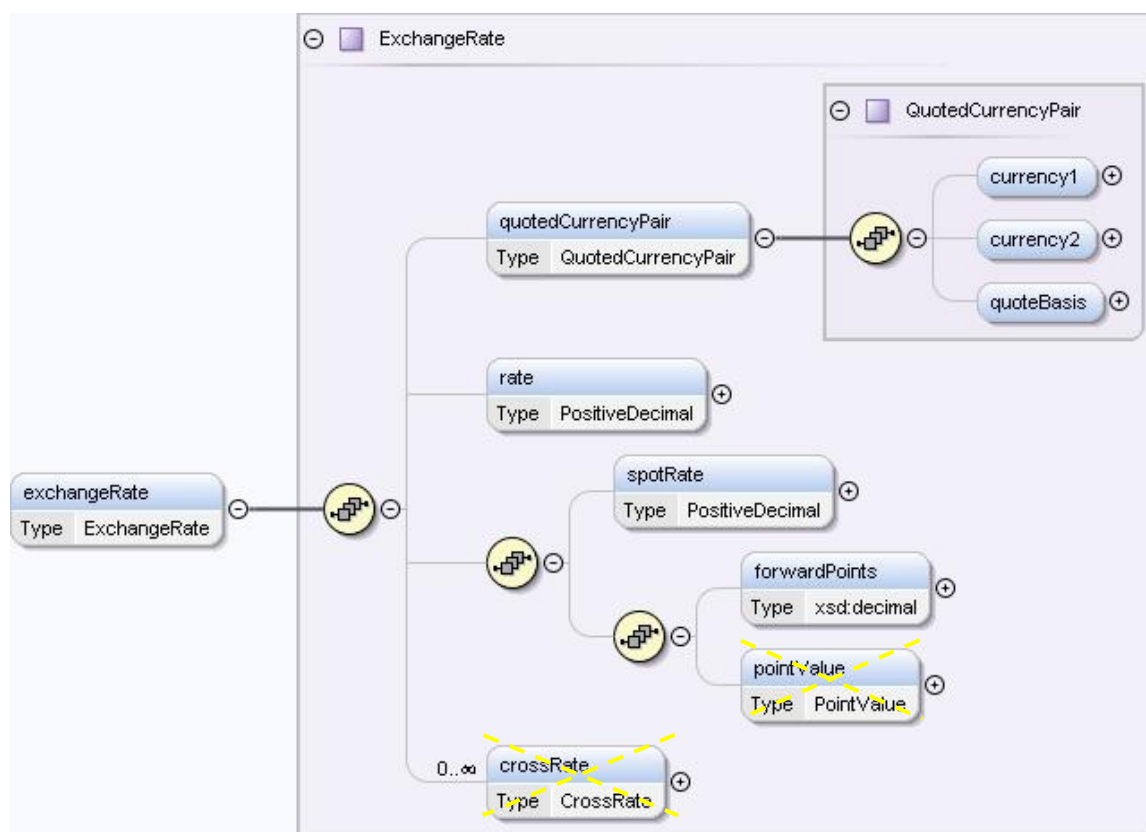 ExchangeRate
QuotedCurrencyPair
currency1
quotedCurrencyPair
Type QuotedCurrencyPair
currency2
quoteBasis
rate
Type PositiveDecimal
spotRate
Type PositiveDecimal
exchangeRate
Type ExchangeRate
forwardPoints
Type xsd:decimal
pointValue
Type PointValue
0..∞
crossRate
Type CrossRate